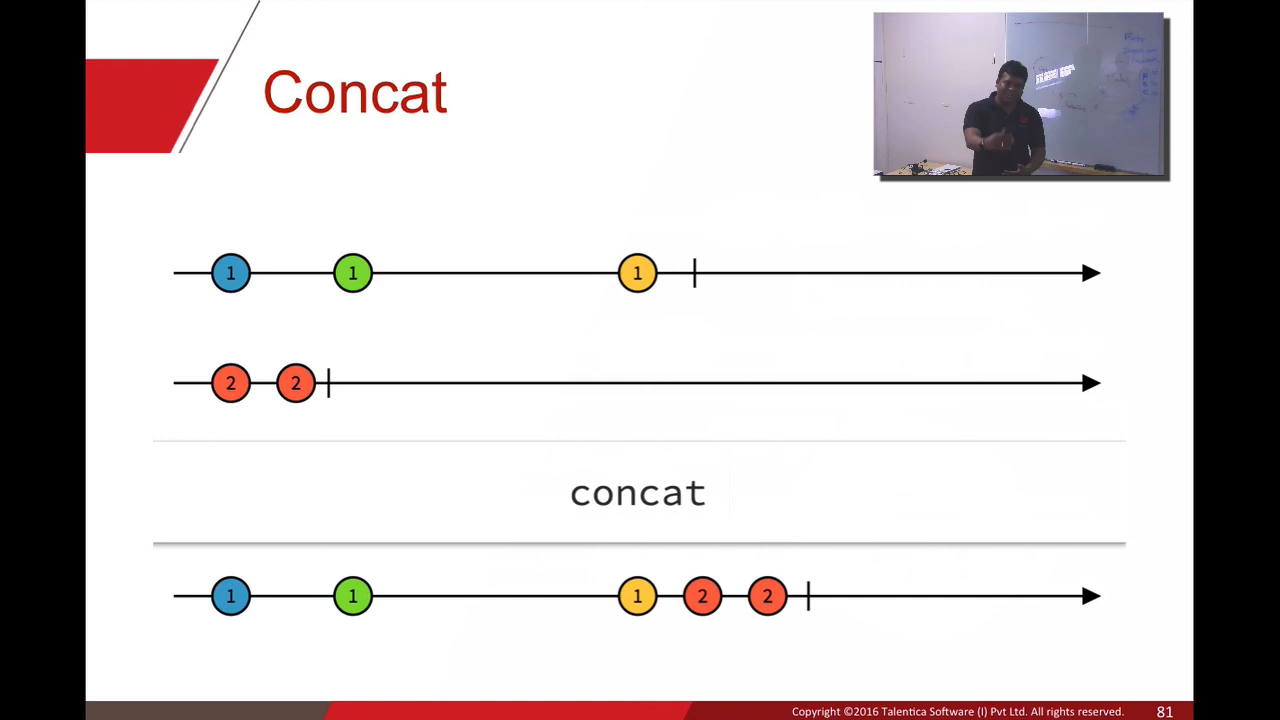 Concat
1 1 1
2 2
concat
1 1 1 2 2
Copyright ©2016 Talentica Software (I) Pvt Ltd. All rights reserved. 81